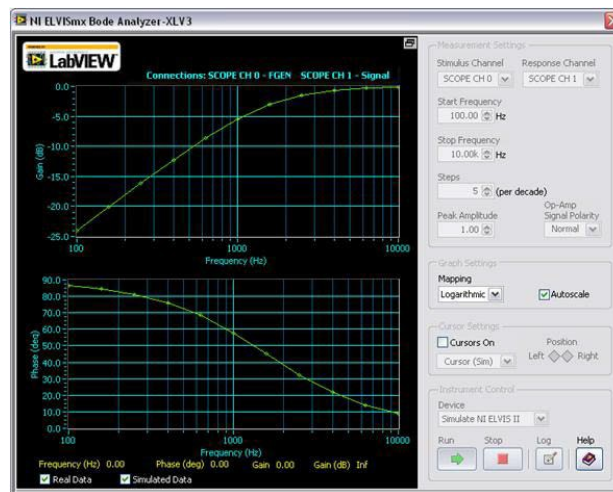 NI ELVISmx Bode Analyzer-XLV3
LabVIEW
Connections: SCOPE CH 0 - FGEN SCOPE CH 1 - Signal
0.0
-5.0
-10.0
-15.0
-20.0
-25.0
Gain (dB)
100 1000 10000
Frequency (Hz)
90.0
80.0
70.0
60.0
50.0
40.0
30.0
20.0
10.0
0.0
Phase (deg)
100 1000 10000
Frequency (Hz)
Frequency (Hz) 0.00 Phase (deg) 0.00 Gain 0.00 Gain (dB) Inf
Real Data Simulated Data
Measurement Settings
Stimulus Channel Response Channel
SCOPE CH 0 SCOPE CH 1
Start Frequency
100.00 Hz
Stop Frequency
10.00k Hz
Steps
5 (per decade)
Op-Amp
Peak Amplitude Signal Polarity
1.00 Normal
Graph Settings
Mapping
Logarithmic Autoscale
Cursor Settings
Cursors On Position
Cursor (Sim) Left Right
Instrument Control
Device
Simulate NI ELVIS II
Run Stop Log Help